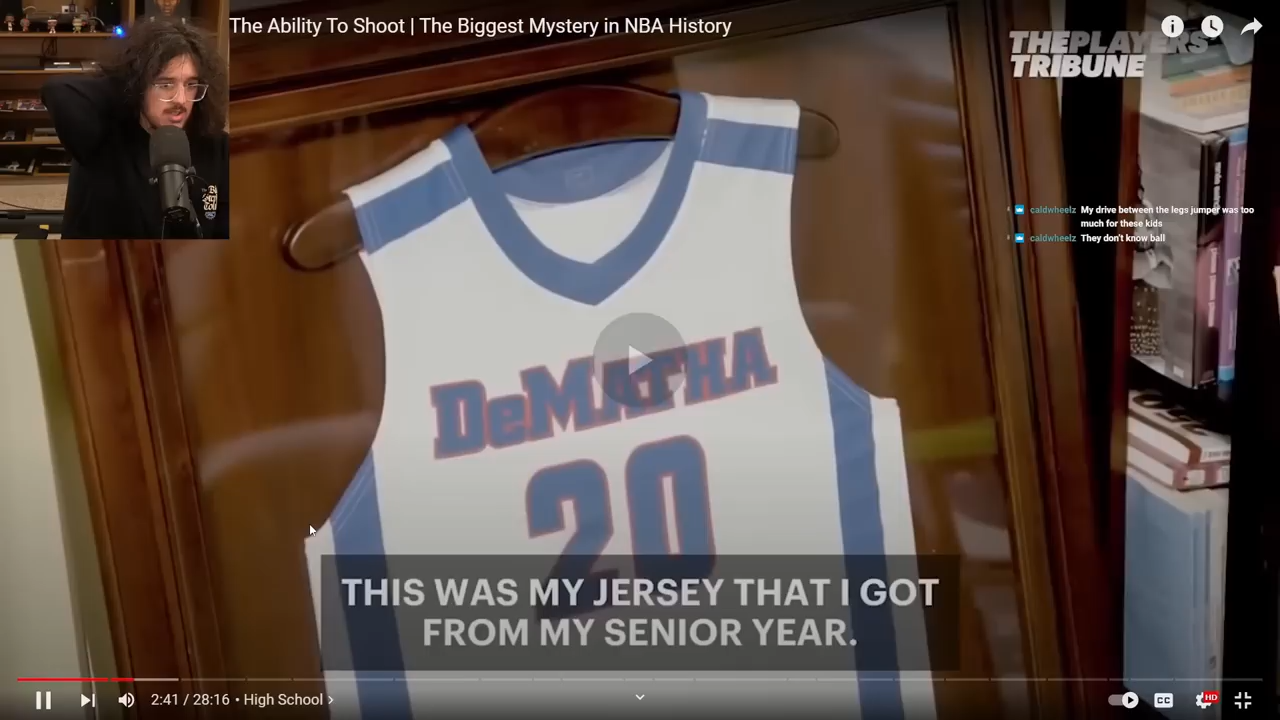 The Ability To Shoot | The Biggest Mystery in NBA History
THEPLAYERS'
TRIBUNE
caldwheelz My drive between the legs jumper was too
much for these kids
caldwheelz They don't know ball
DeMATHA
20
THIS WAS MY JERSEY THAT I GOT
FROM MY SENIOR YEAR.
2:41 / 28:16 • High School ›
CC
HD